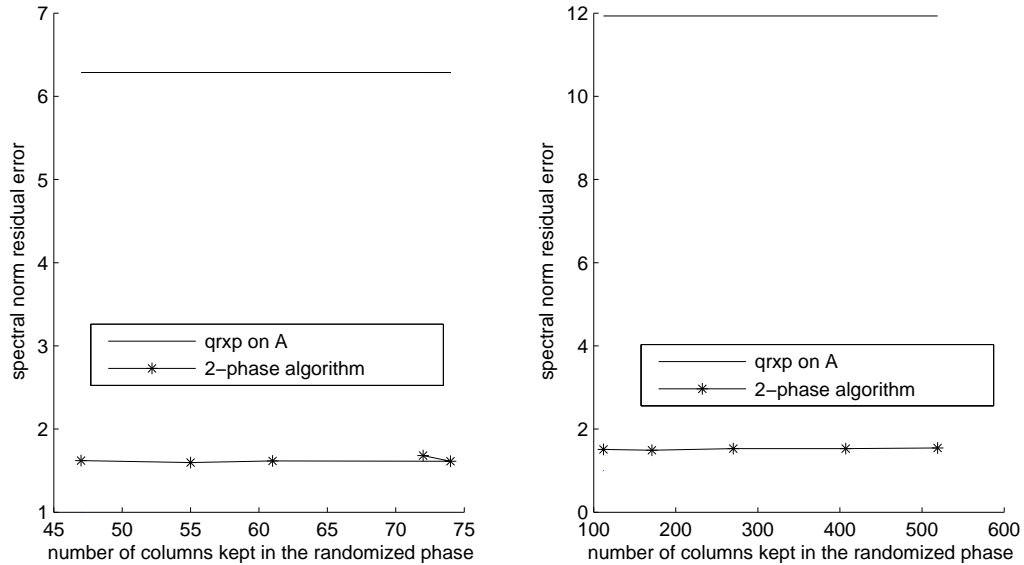 7
6
5
4
3
2
1
spectral norm residual error
qrxp on A
2−phase algorithm
45 50 55 60 65 70 75
number of columns kept in the randomized phase
12
10
8
6
4
2
0
spectral norm residual error
qrxp on A
2−phase algorithm
100 200 300 400 500 600
number of columns kept in the randomized phase